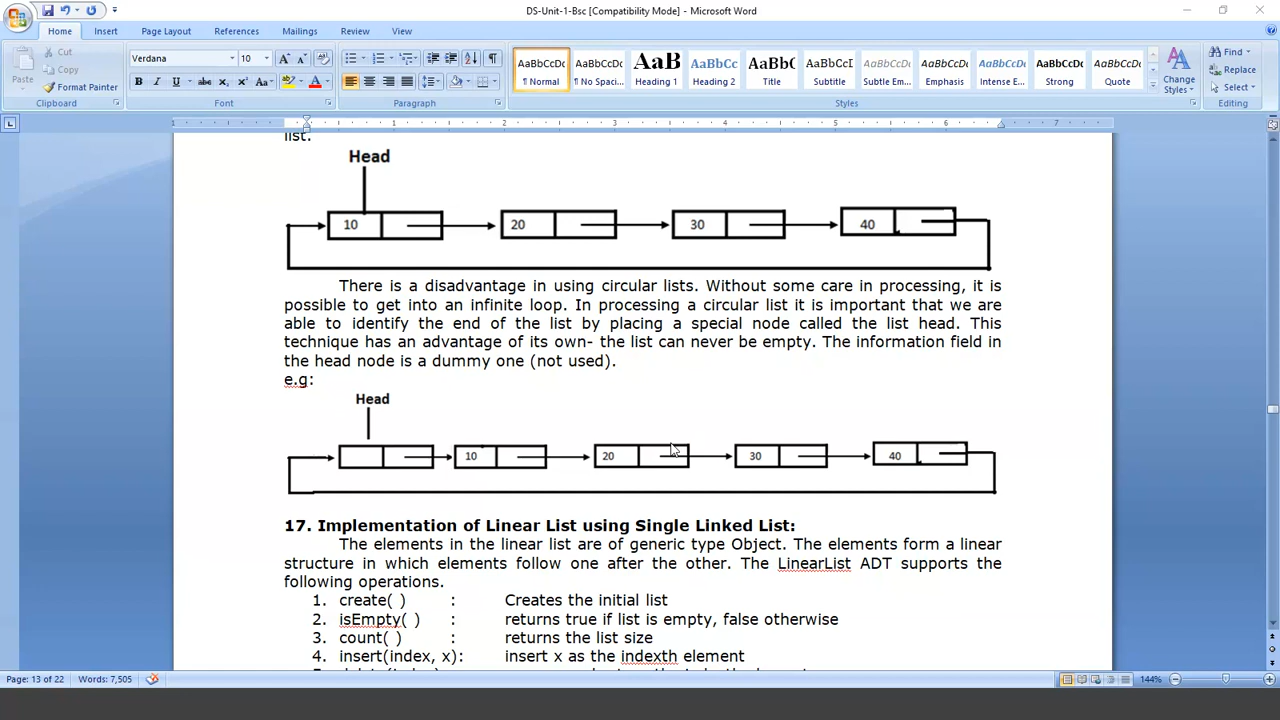 DS-Unit-1-Bsc [Compatibility Mode] - Microsoft Word
Home Insert Page Layout References Mailings Review View
Paste
Cut
Copy
Format Painter
Clipboard
Verdana 10
Font
Paragraph
AaBbCcDc AaBbCcDc AaB AaBbC AaB( AaBbCcI AaBbCcDc AaBbCcDc AaBbCcDc AaBbCcDc AaBbCcDc
¶ Normal ¶ No Spaci... Heading 1 Heading 2 Title Subtitle Subtle Em... Emphasis Intense E... Strong Quote
Styles
Change Styles
Find
Replace
Select
Editing
1 1 2 3 4 5 6 7
list.
Head
10 20 30 40
There is a disadvantage in using circular lists. Without some care in processing, it is
possible to get into an infinite loop. In processing a circular list it is important that we are
able to identify the end of the list by placing a special node called the list head. This
technique has an advantage of its own- the list can never be empty. The information field in
the head node is a dummy one (not used).
e.g:
Head
10 20 30 40
17. Implementation of Linear List using Single Linked List:
The elements in the linear list are of generic type Object. The elements form a linear
structure in which elements follow one after the other. The LinearList ADT supports the
following operations.
1. create( ) : Creates the initial list
2. isEmpty( ) : returns true if list is empty, false otherwise
3. count( ) : returns the list size
4. insert(index, x): insert x as the indexth element
Page: 13 of 22 Words: 7,505 144%